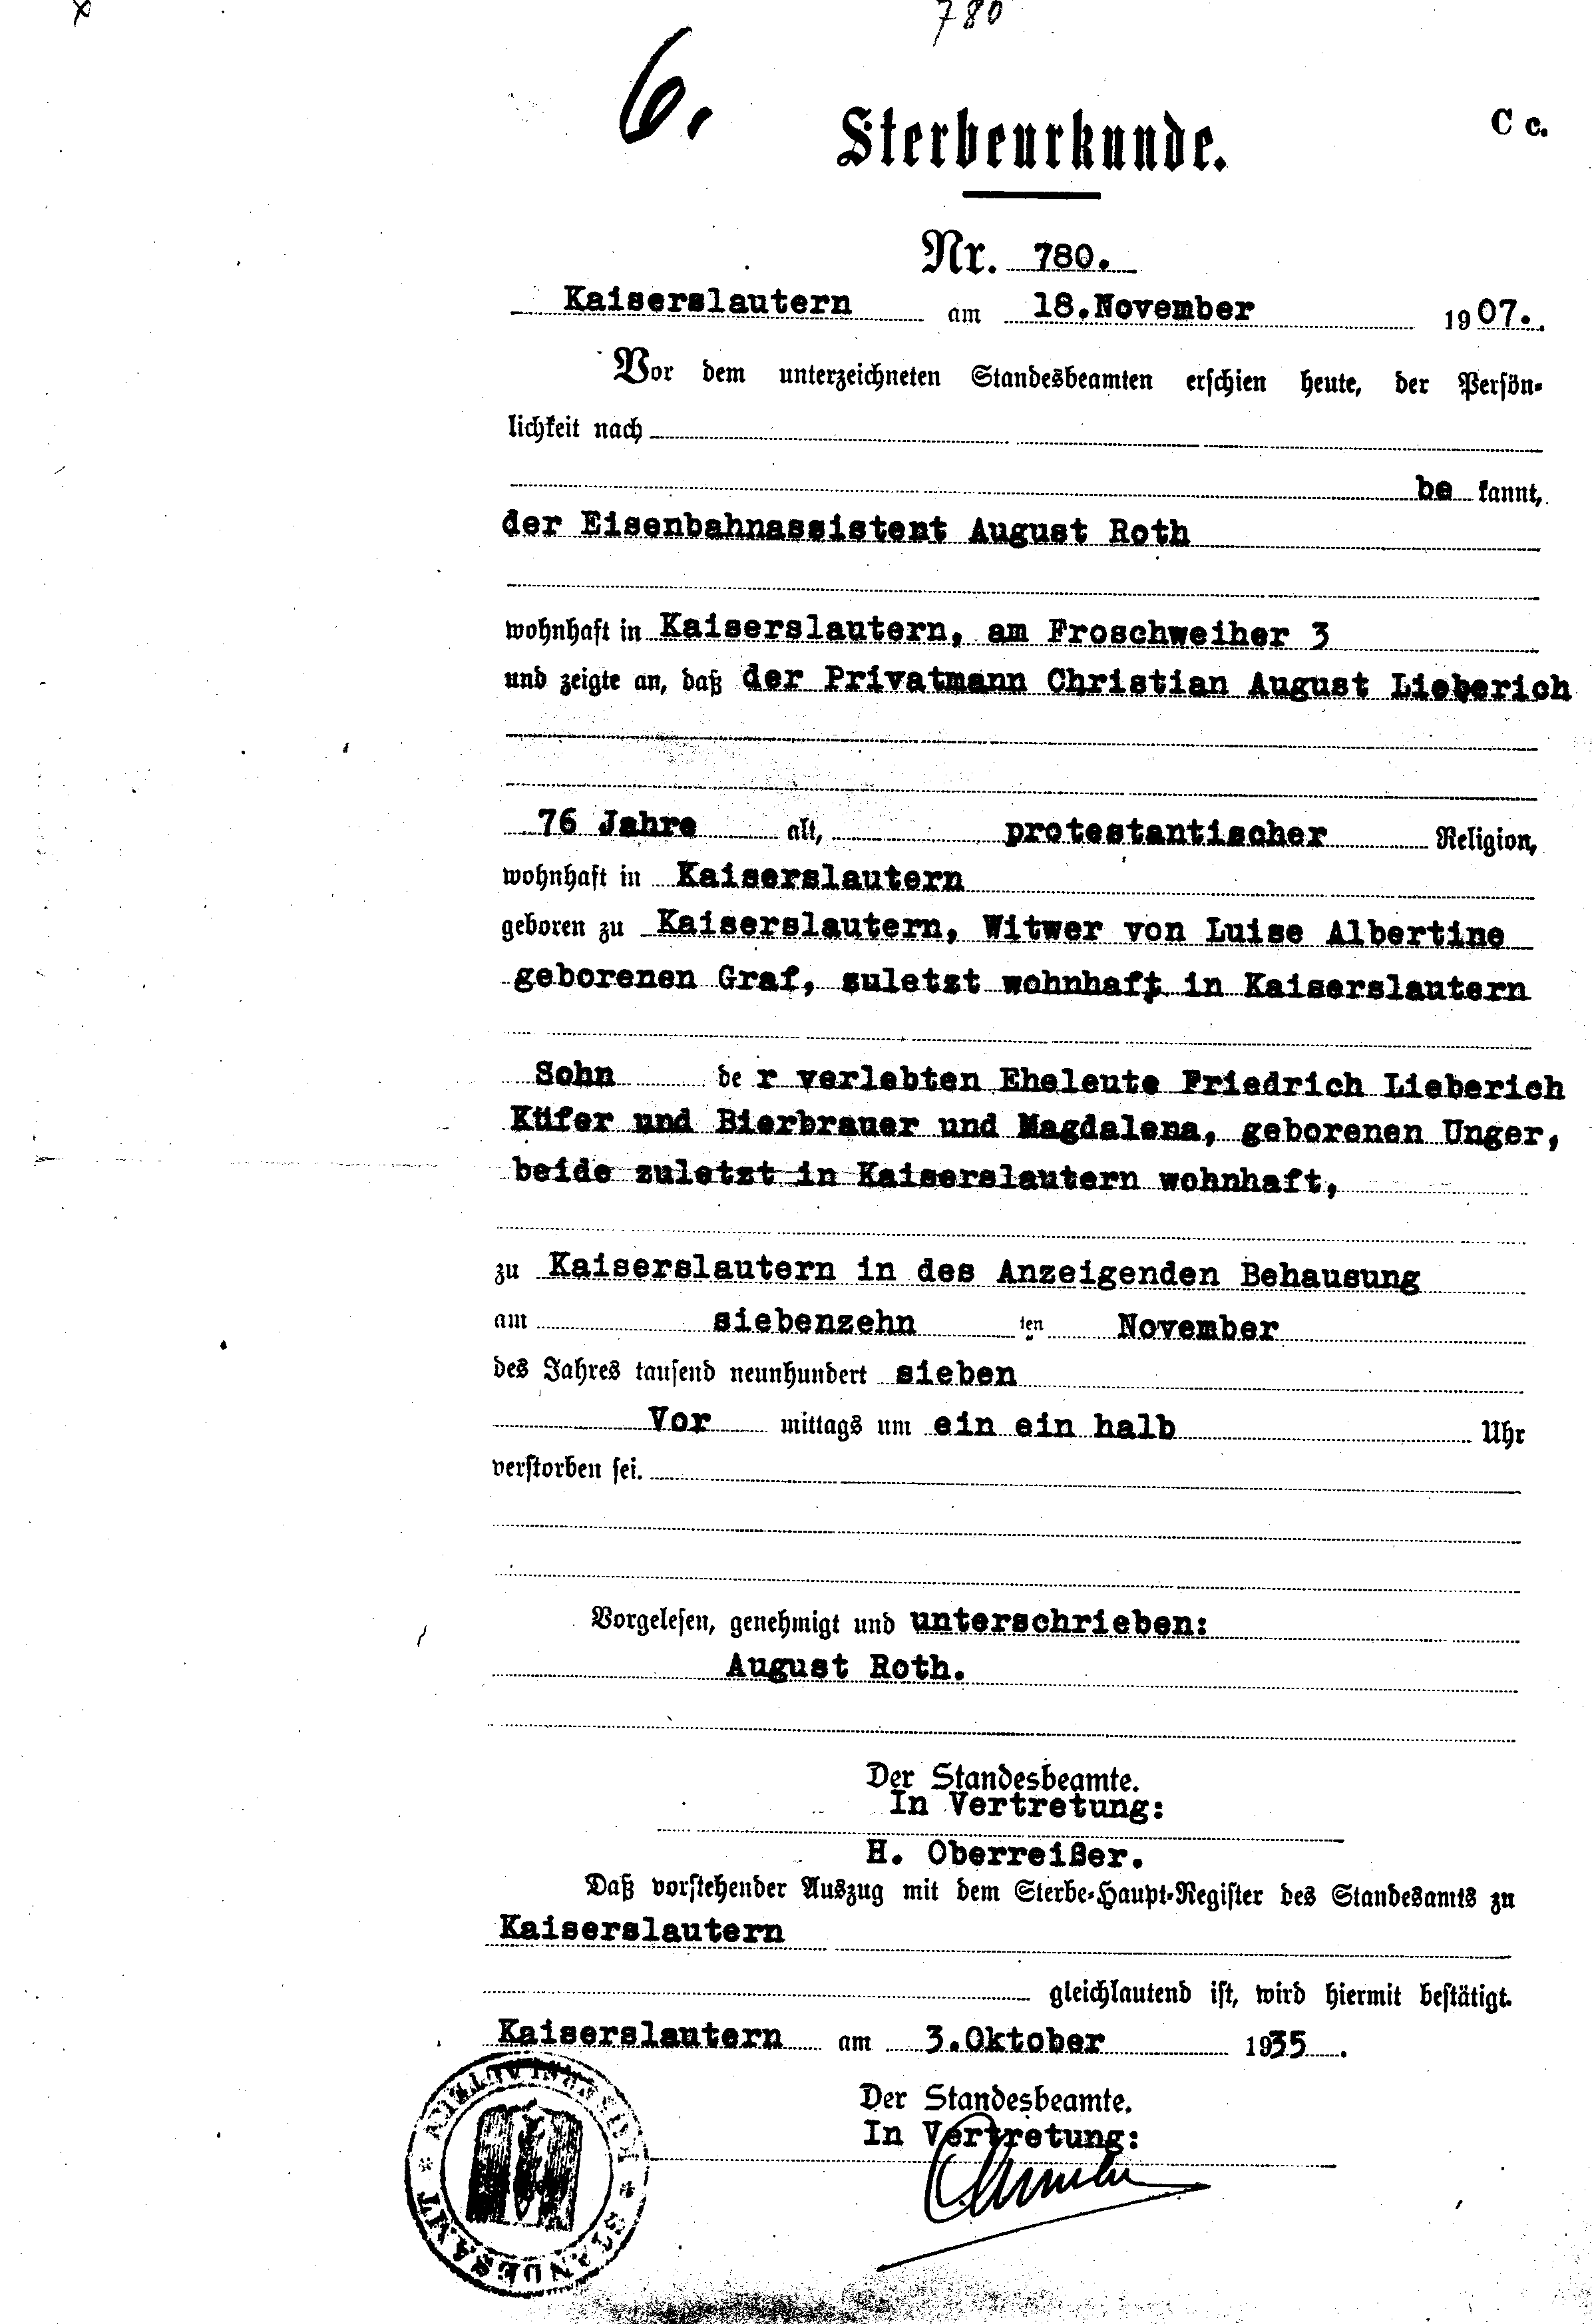 780
6.
Sterbeurkunde.
C c.
Nr. 780.
Kaiserslautern am 18.November 1907.
Vor dem unterzeichneten Standesbeamten erschien heute, der Persön-
lichkeit nach
be kannt,
der Eisenbahnassistent August Roth
wohnhaft in Kaiserslautern, am Froschweiher 3
und zeigte an, daß der Privatmann Christian August Lieberich
76 Jahre alt, protestantischer Religion,
wohnhaft in Kaiserslautern
geboren zu Kaiserslautern, Witwer von Luise Albertine
geborenen Graf, zuletzt wohnhaft in Kaiserslautern
Sohn de r verlebten Eheleute Friedrich Lieberich
Küfer und Bierbrauer und Magdalena, geborenen Unger,
beide zuletzt in Kaiserslautern wohnhaft,
zu Kaiserslautern in des Anzeigenden Behausung
am siebenzehn ten November
des Jahres tausend neunhundert sieben
Vor mittags um ein ein halb Uhr
verstorben sei.
Vorgelesen, genehmigt und unterschrieben:
August Roth.
Der Standesbeamte.
In Vertretung:
H. Oberreißer.
Daß vorstehender Auszug mit dem Sterbe-Haupt-Register des Standesamts zu
Kaiserslautern
gleichlautend ist, wird hiermit bestätigt.
Kaiserslautern am 3.Oktober 1935.
Der Standesbeamte.
In Vertretung:
STANDESAMT * KAISERSLAUTERN *